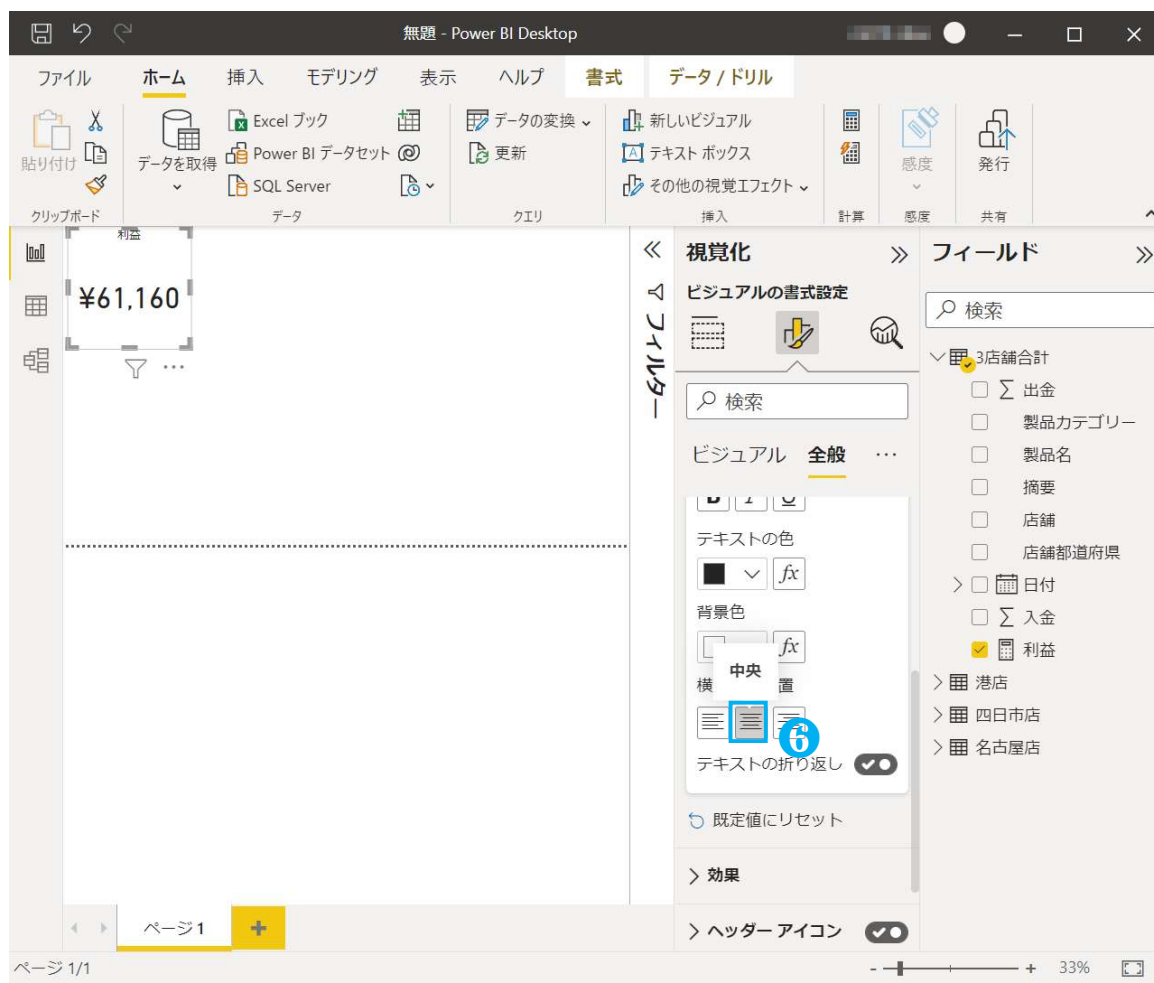 無題 - Power BI Desktop
ファイル ホーム 挿入 モデリング 表示 ヘルプ 書式 データ / ドリル
貼り付け
クリップボード
データを取得
Excel ブック
Power BI データセット
SQL Server
データ
データの変換
更新
クエリ
新しいビジュアル
テキスト ボックス
その他の視覚エフェクト
挿入
計算
感度
感度
発行
共有
利益
¥61,160
フィルター
視覚化
ビジュアルの書式設定
検索
ビジュアル 全般 ...
B I U
テキストの色
fx
背景色
fx
中央
横 置
6
テキストの折り返し
既定値にリセット
効果
ヘッダー アイコン
フィールド
検索
3店舗合計
∑ 出金
製品カテゴリー
製品名
摘要
店舗
店舗都道府県
日付
∑ 入金
利益
港店
四日市店
名古屋店
ページ 1
+
ページ 1/1
- + 33%